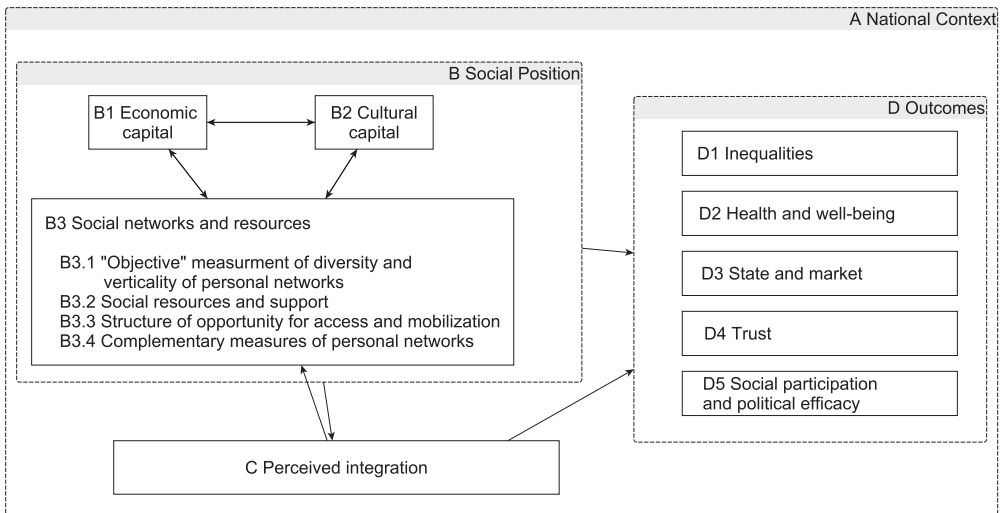 A National Context
B Social Position
B1 Economic
capital
B2 Cultural
capital
B3 Social networks and resources
B3.1 "Objective" measurment of diversity and
verticality of personal networks
B3.2 Social resources and support
B3.3 Structure of opportunity for access and mobilization
B3.4 Complementary measures of personal networks
C Perceived integration
D Outcomes
D1 Inequalities
D2 Health and well-being
D3 State and market
D4 Trust
D5 Social participation
and political efficacy